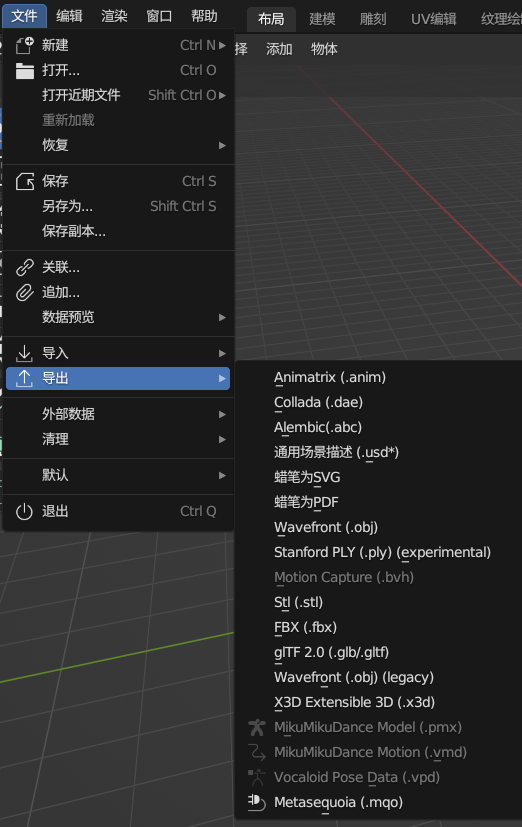 文件 编辑 渲染 窗口 帮助 布局 建模 雕刻 UV编辑
择 添加 物体
新建 Ctrl N
打开... Ctrl O
打开近期文件 Shift Ctrl O
重新加载
恢复
保存 Ctrl S
另存为... Shift Ctrl S
保存副本...
关联...
追加...
数据预览
导入
导出
外部数据
清理
默认
退出 Ctrl Q
Animatrix (.anim)
Collada (.dae)
Alembic(.abc)
通用场景描述 (.usd*)
蜡笔为SVG
蜡笔为PDF
Wavefront (.obj)
Stanford PLY (.ply) (experimental)
Motion Capture (.bvh)
Stl (.stl)
FBX (.fbx)
glTF 2.0 (.glb/.gltf)
Wavefront (.obj) (legacy)
X3D Extensible 3D (.x3d)
MikuMikuDance Model (.pmx)
MikuMikuDance Motion (.vmd)
Vocaloid Pose Data (.vpd)
Metasequoia (.mqo)